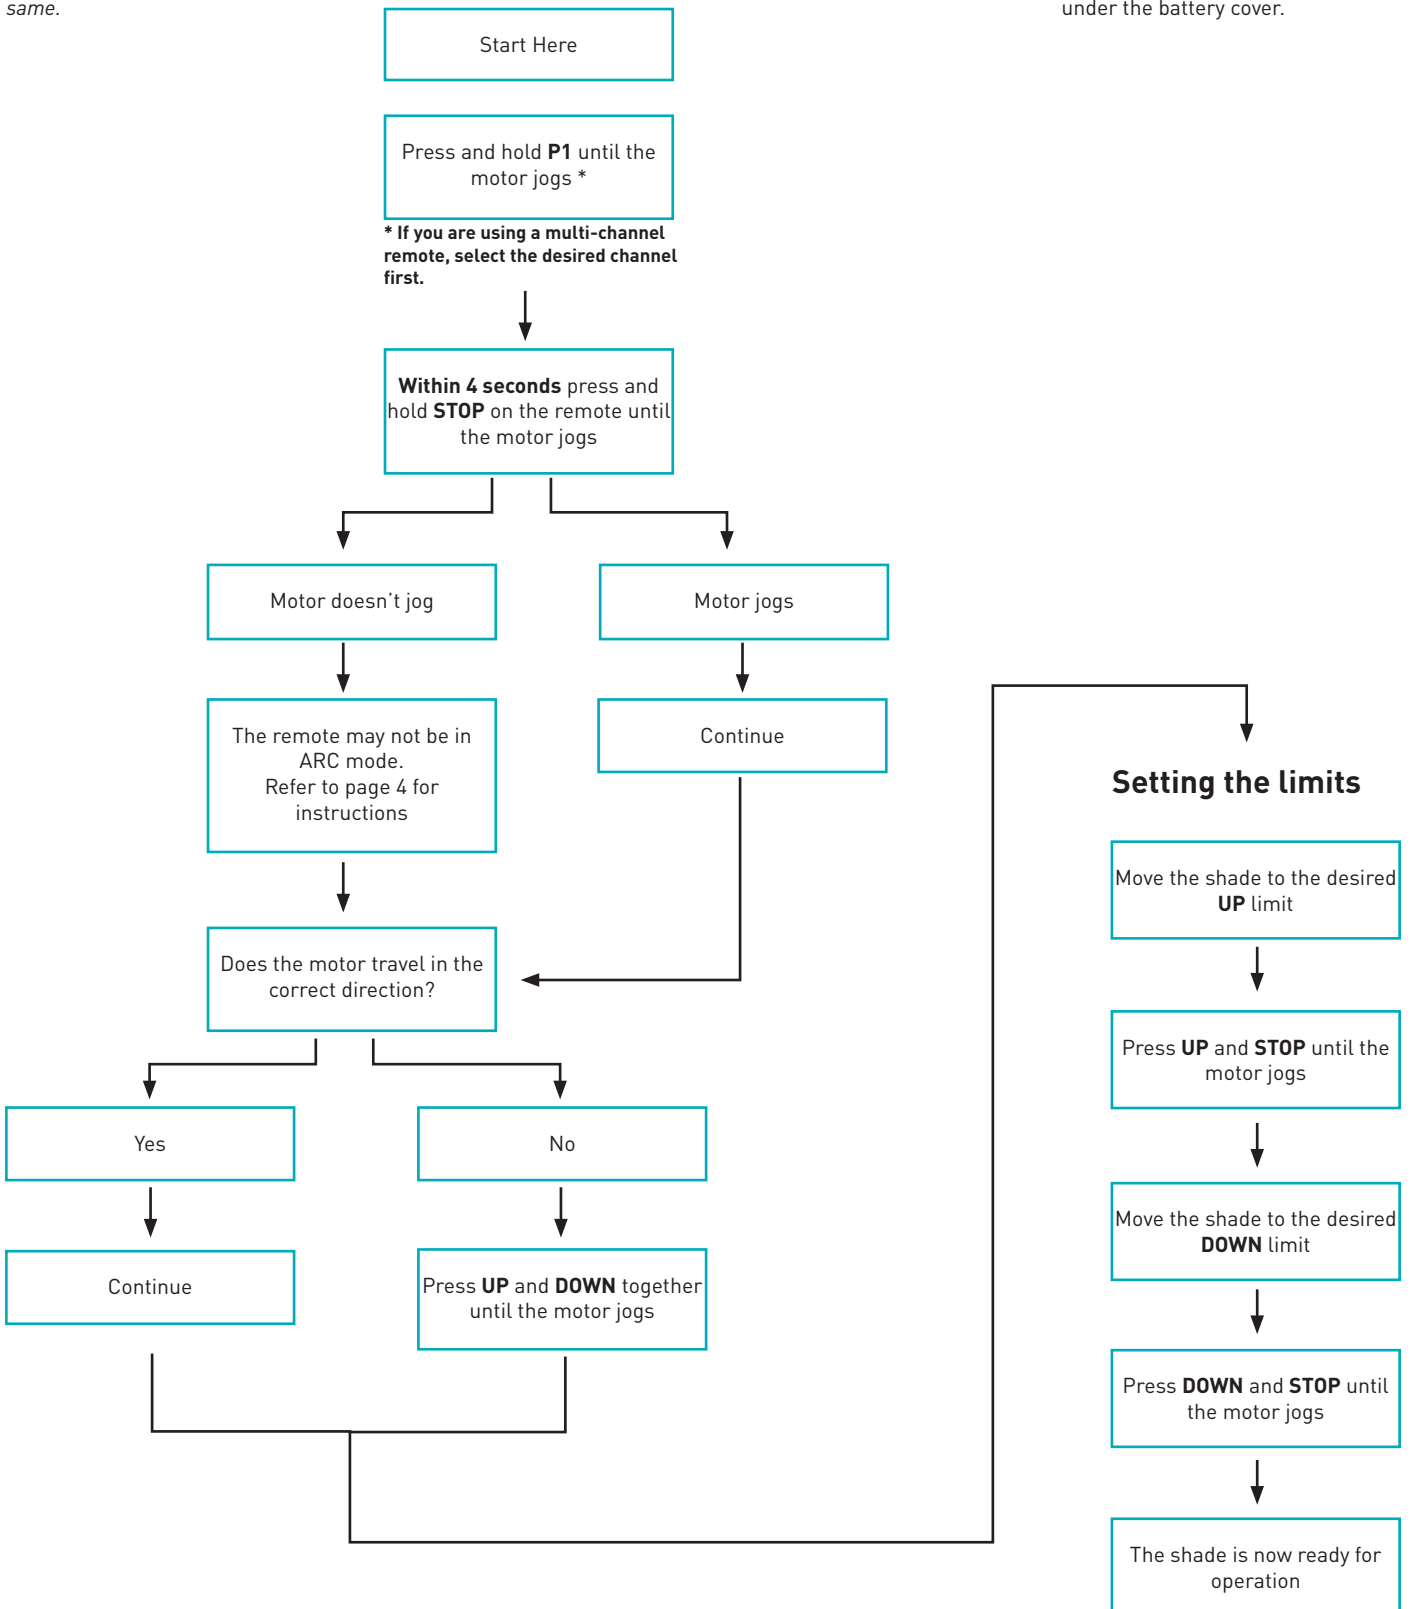 same.
under the battery cover.
Start Here
Press and hold P1 until the
motor jogs *
* If you are using a multi-channel
remote, select the desired channel
first.
Within 4 seconds press and
hold STOP on the remote until
the motor jogs
Motor doesn't jog
Motor jogs
The remote may not be in
ARC mode.
Refer to page 4 for
instructions
Continue
Does the motor travel in the
correct direction?
Yes
No
Continue
Press UP and DOWN together
until the motor jogs
Setting the limits
Move the shade to the desired
UP limit
Press UP and STOP until the
motor jogs
Move the shade to the desired
DOWN limit
Press DOWN and STOP until
the motor jogs
The shade is now ready for
operation